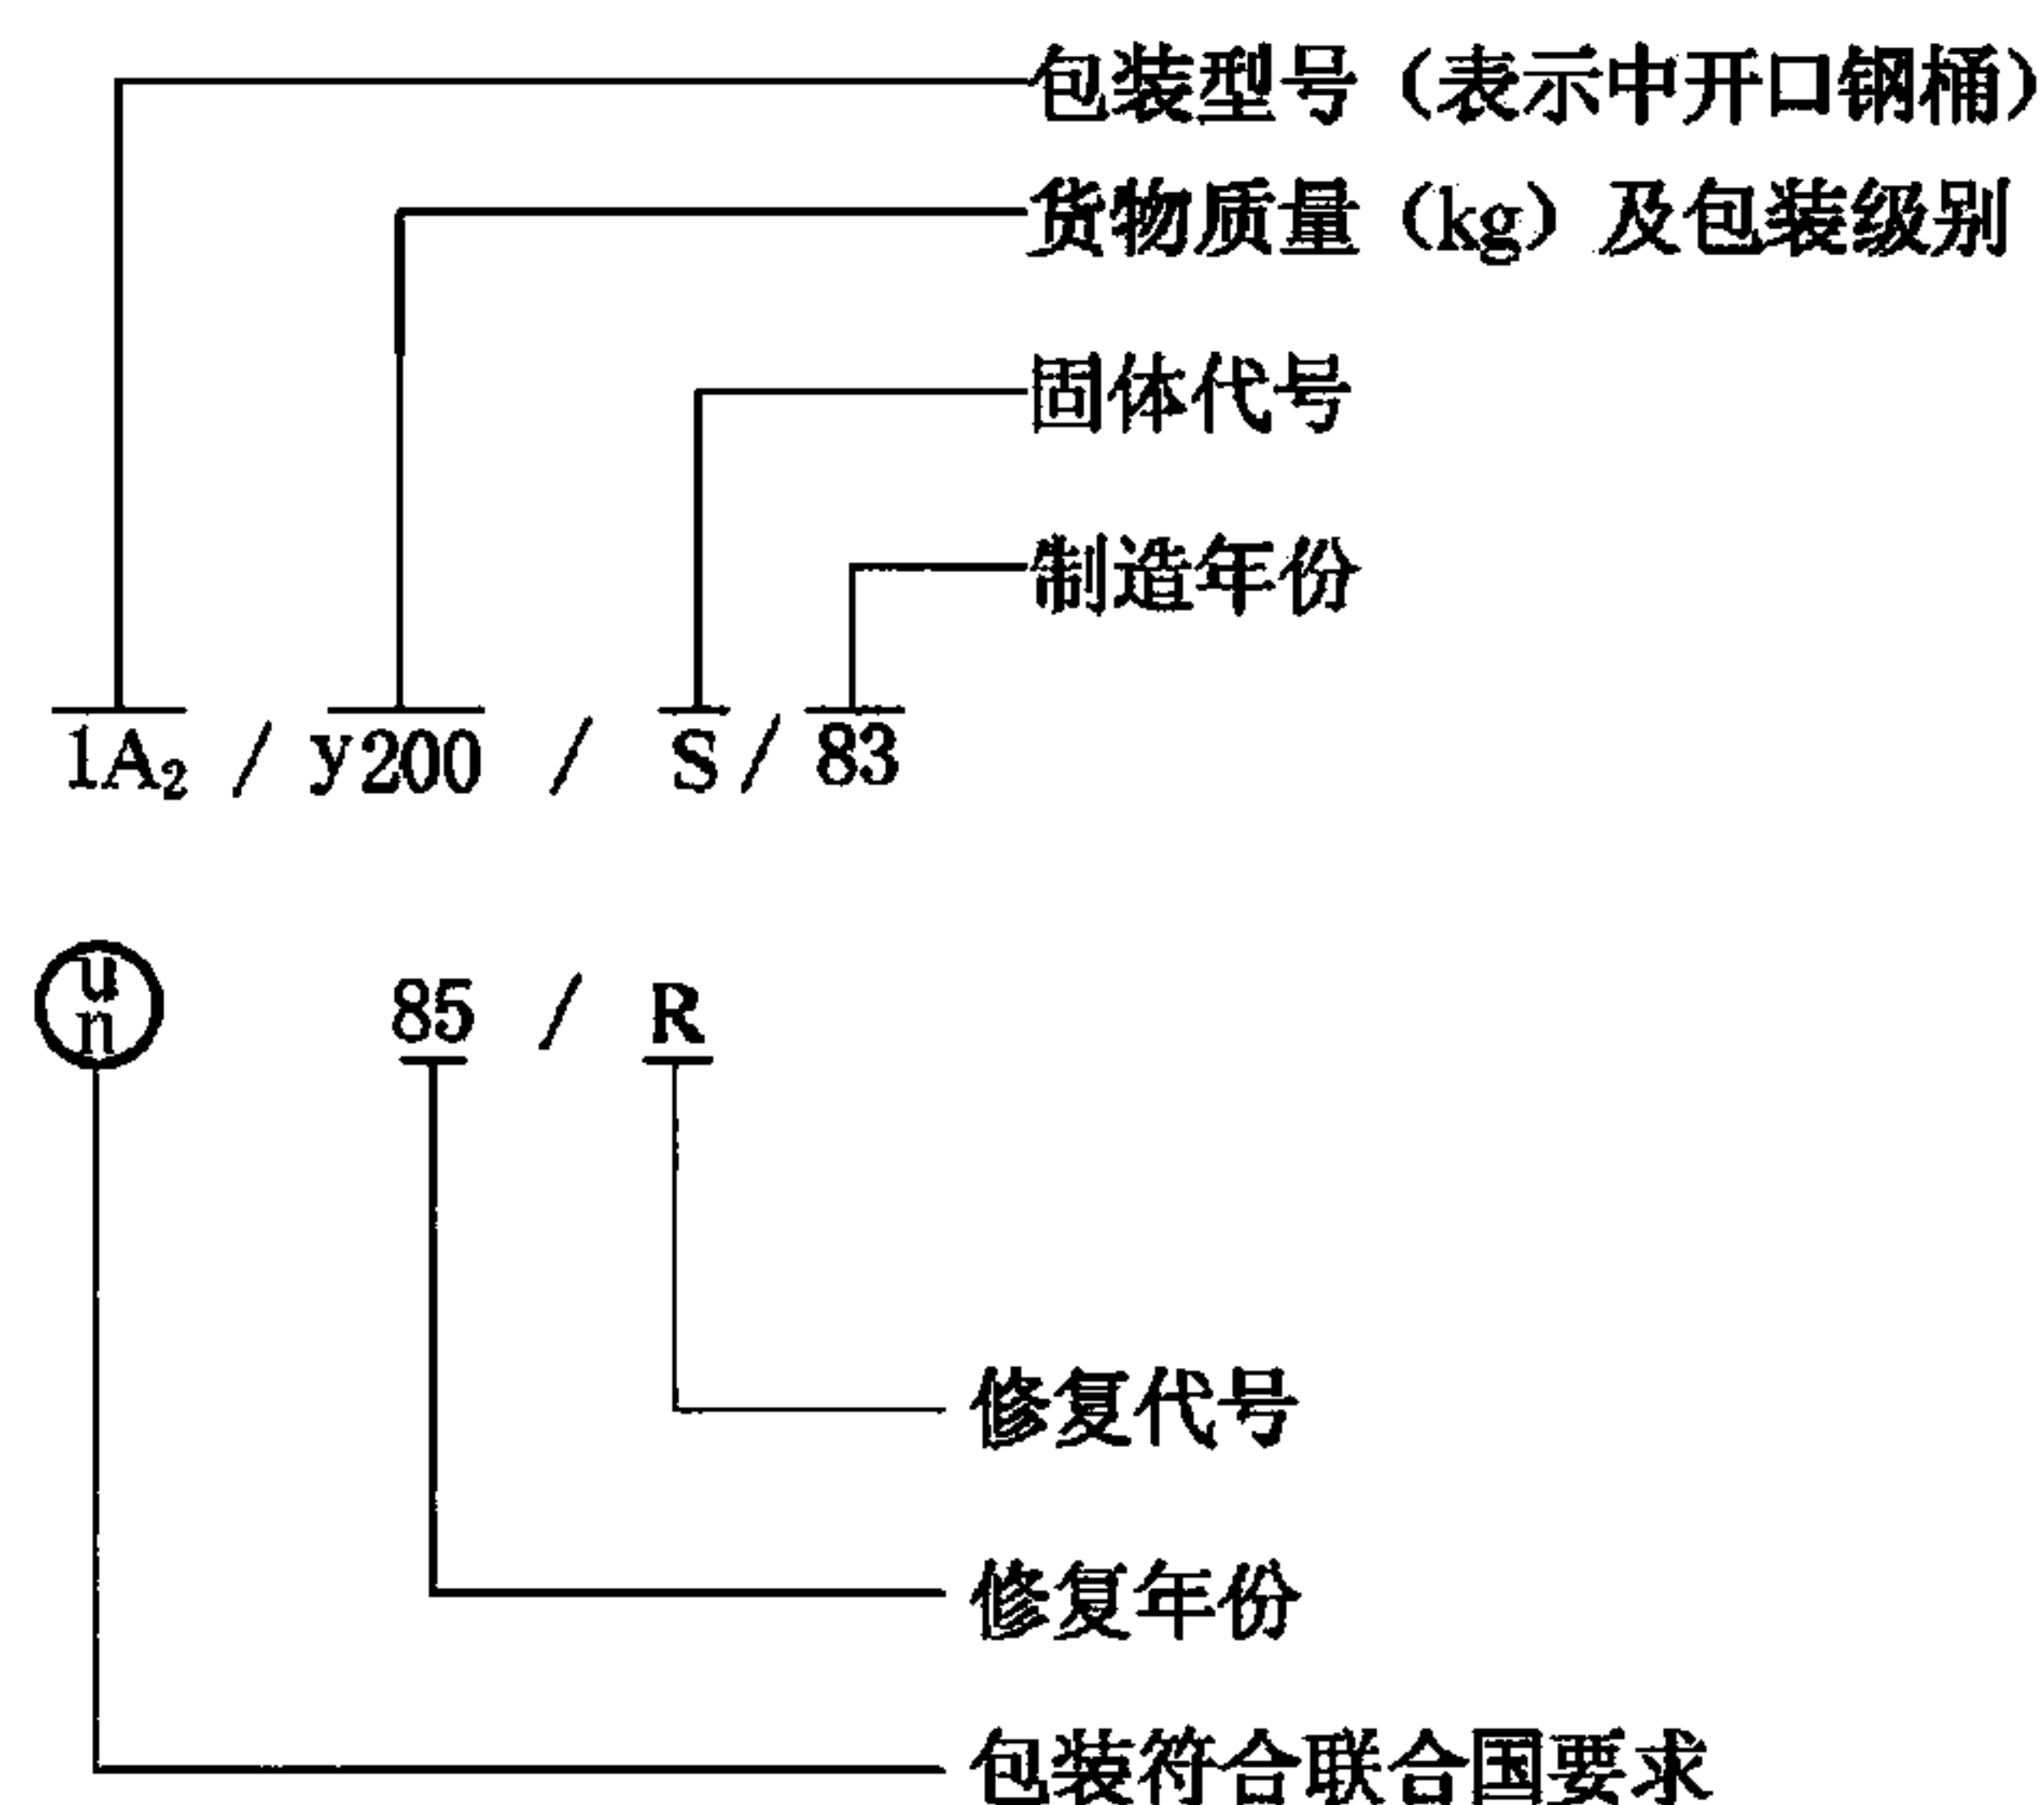 包装型号（表示中开口钢桶）
货物质量（kg）及包装级别
固体代号
制造年份
1A₂ / y200 / S / 83
un 85 / R
修复代号
修复年份
包装符合联合国要求